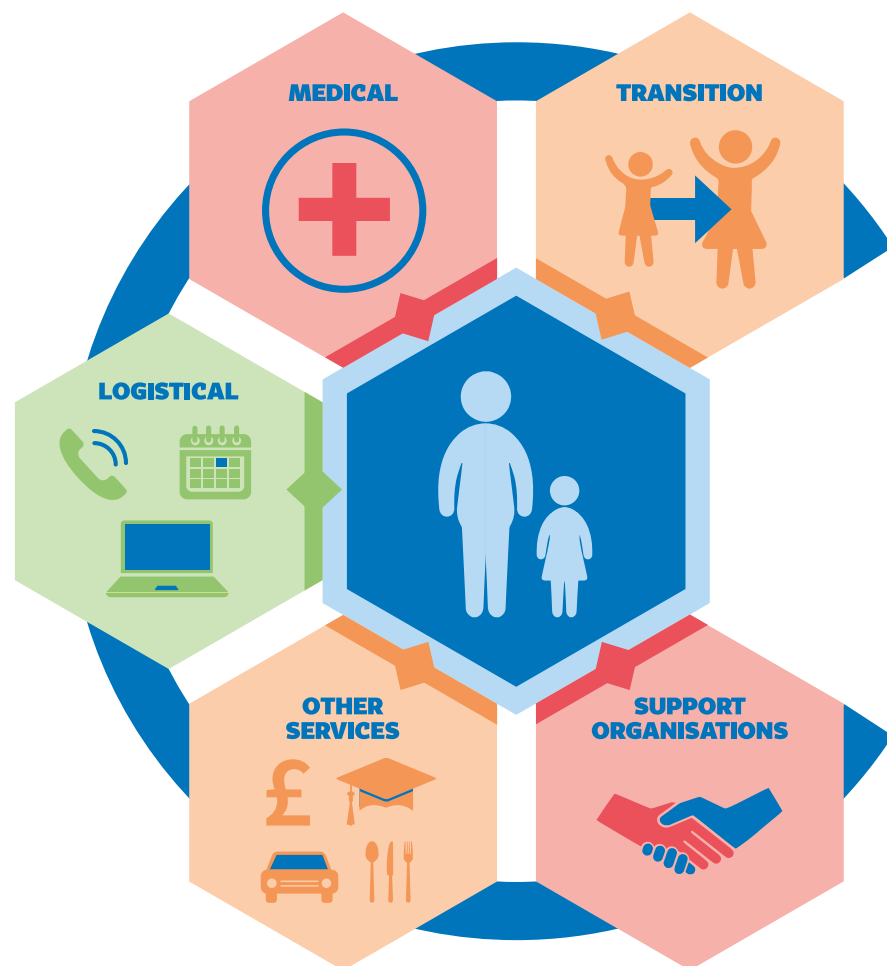 MEDICAL
TRANSITION
LOGISTICAL
OTHER
SERVICES
£
SUPPORT
ORGANISATIONS